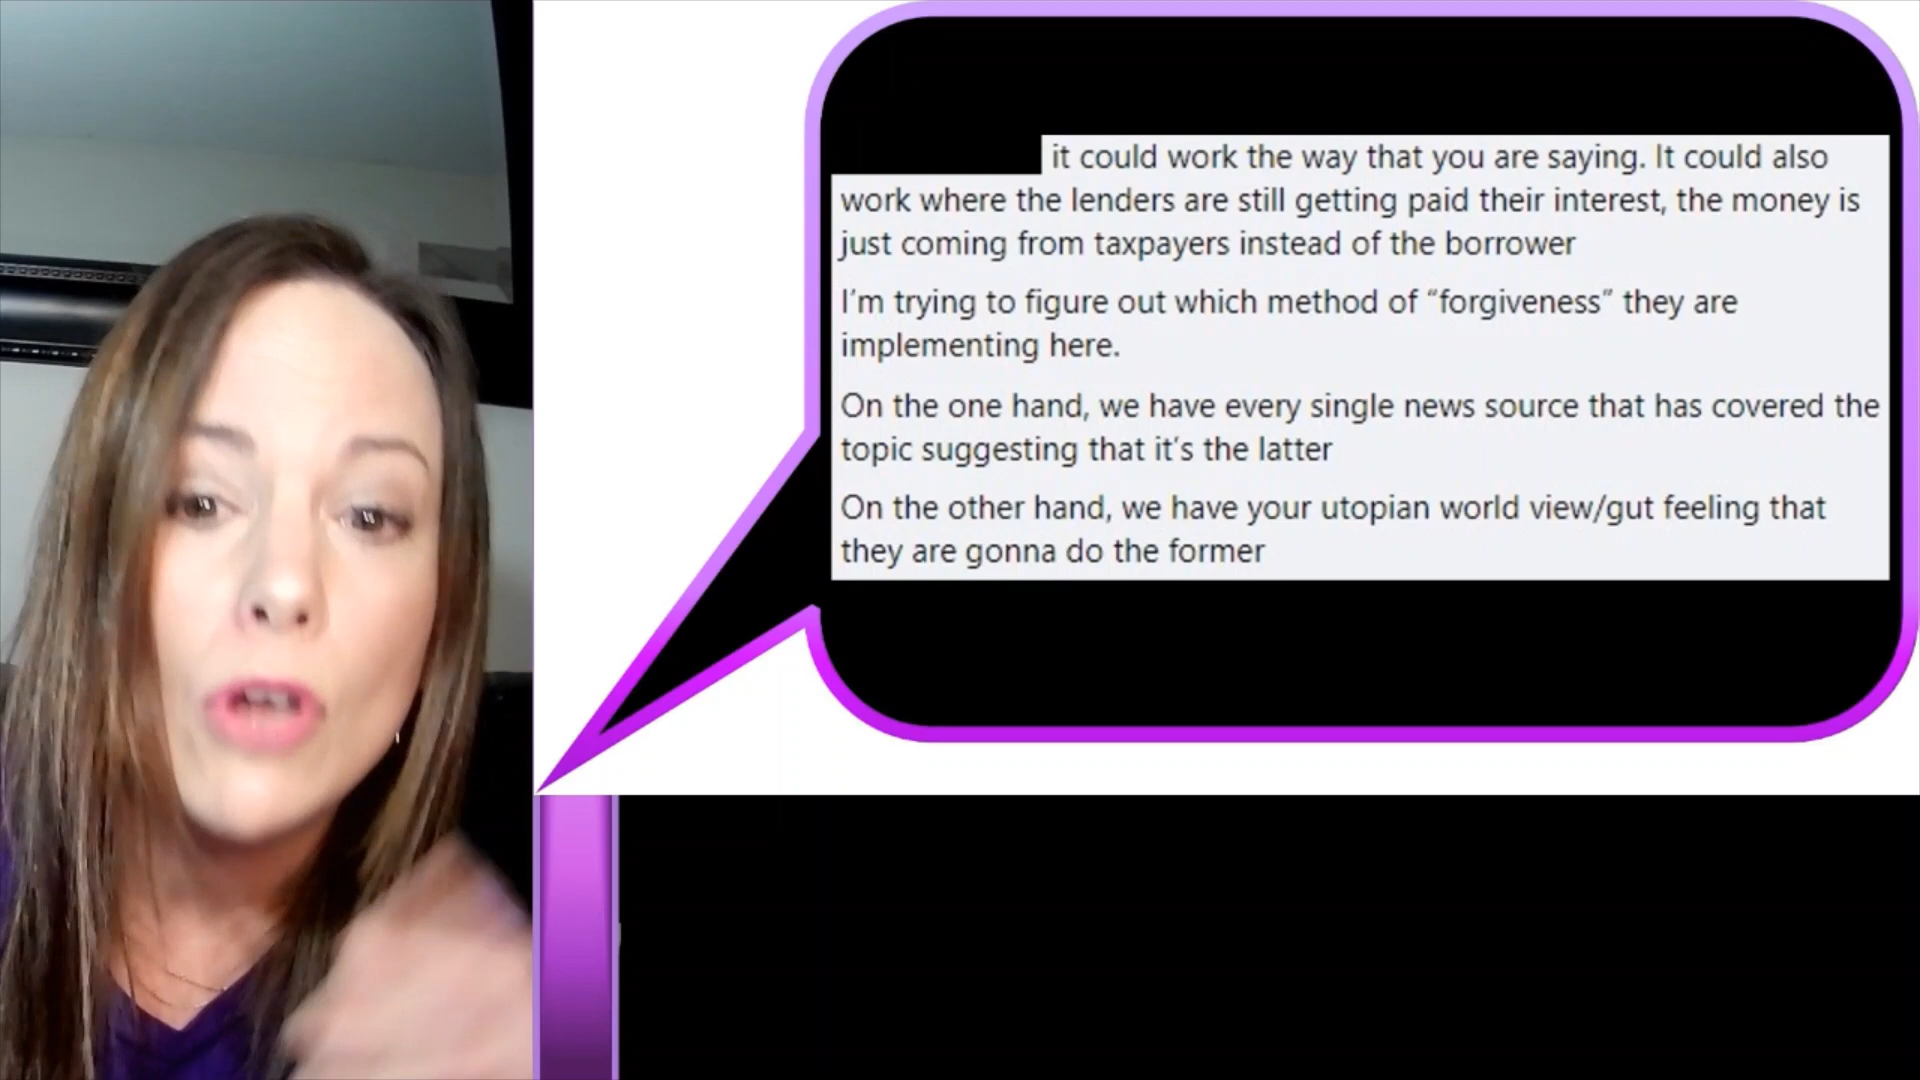 it could work the way that you are saying. It could also
work where the lenders are still getting paid their interest, the money is
just coming from taxpayers instead of the borrower
I'm trying to figure out which method of “forgiveness” they are
implementing here.
On the one hand, we have every single news source that has covered the
topic suggesting that it's the latter
On the other hand, we have your utopian world view/gut feeling that
they are gonna do the former